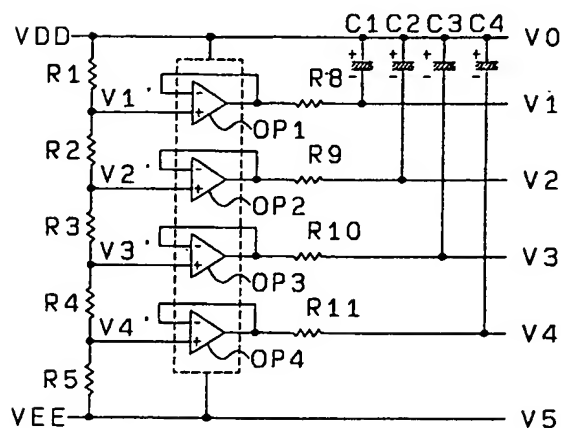 C1 C2 C3 C4
VDD V0
+ + + +
- - - -
R1 R8
V1' - + V1
OP1
R2 R9
V2' - + V2
OP2
R3 R10
V3' - + V3
OP3
R4 R11
V4' - + V4
OP4
R5
VEE V5